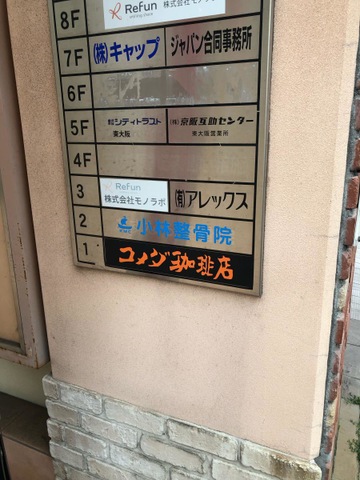 8F
ReFun
株式会社モノラボ
7F
(株)キャップ
ジャパン合同事務所
6F
5F
東大阪
シティトラスト
(株)京阪互助センター
東大阪営業所
4F
3
ReFun
株式会社モノラボ
(有)アレックス
2
小林整骨院
1
コメダ珈琲店